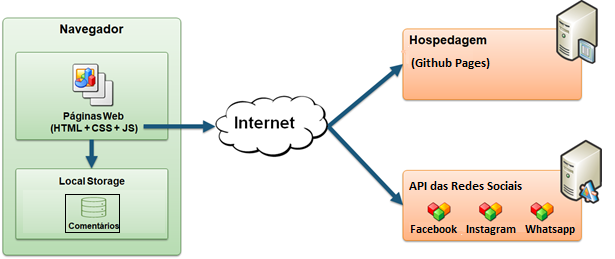 Navegador
Páginas Web
(HTML + CSS + JS)
Local Storage
Comentàrios
Internet
Hospedagem
(Github Pages)
API das Redes Sociais
Facebook Instagram Whatsapp